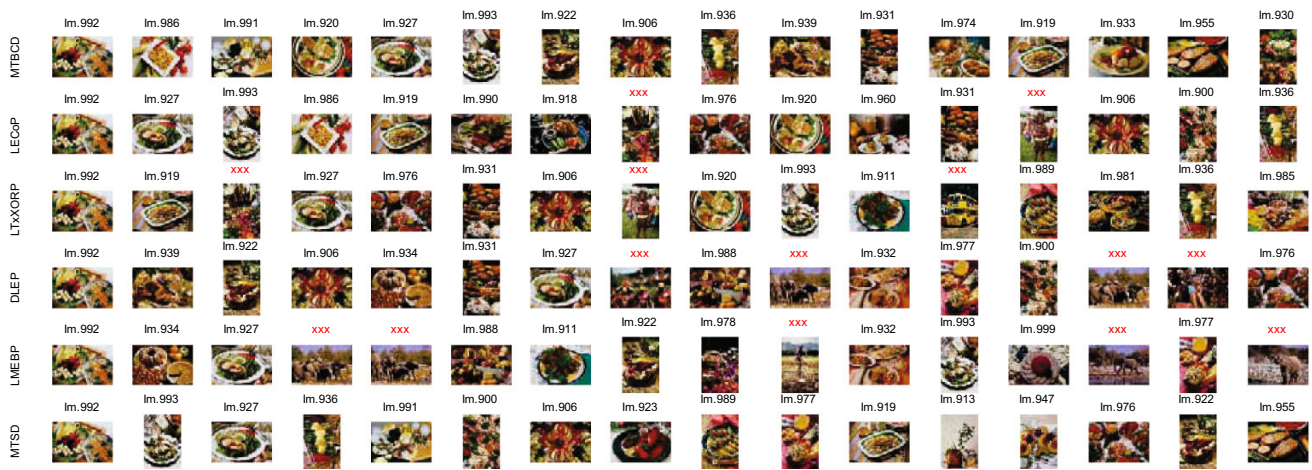 MTBCD Im.992 Im.986 Im.991 Im.920 Im.927 Im.993 Im.922 Im.906 Im.936 Im.939 Im.931 Im.974 Im.919 Im.933 Im.955 Im.930
LECoP Im.992 Im.927 Im.993 Im.986 Im.919 Im.990 Im.918 xxx Im.976 Im.920 Im.960 Im.931 xxx Im.906 Im.900 Im.936
LTxXORP Im.992 Im.919 xxx Im.927 Im.976 Im.931 Im.906 xxx Im.920 Im.993 Im.911 xxx Im.989 Im.981 Im.936 Im.985
DLEP Im.992 Im.939 Im.922 Im.906 Im.934 Im.931 Im.927 xxx Im.988 xxx Im.932 Im.977 Im.900 xxx xxx Im.976
LMEBP Im.992 Im.934 Im.927 xxx xxx Im.988 Im.911 Im.922 Im.978 xxx Im.932 Im.993 Im.999 xxx Im.977 xxx
MTSD Im.992 Im.993 Im.927 Im.936 Im.991 Im.900 Im.906 Im.923 Im.989 Im.977 Im.919 Im.913 Im.947 Im.976 Im.922 Im.955